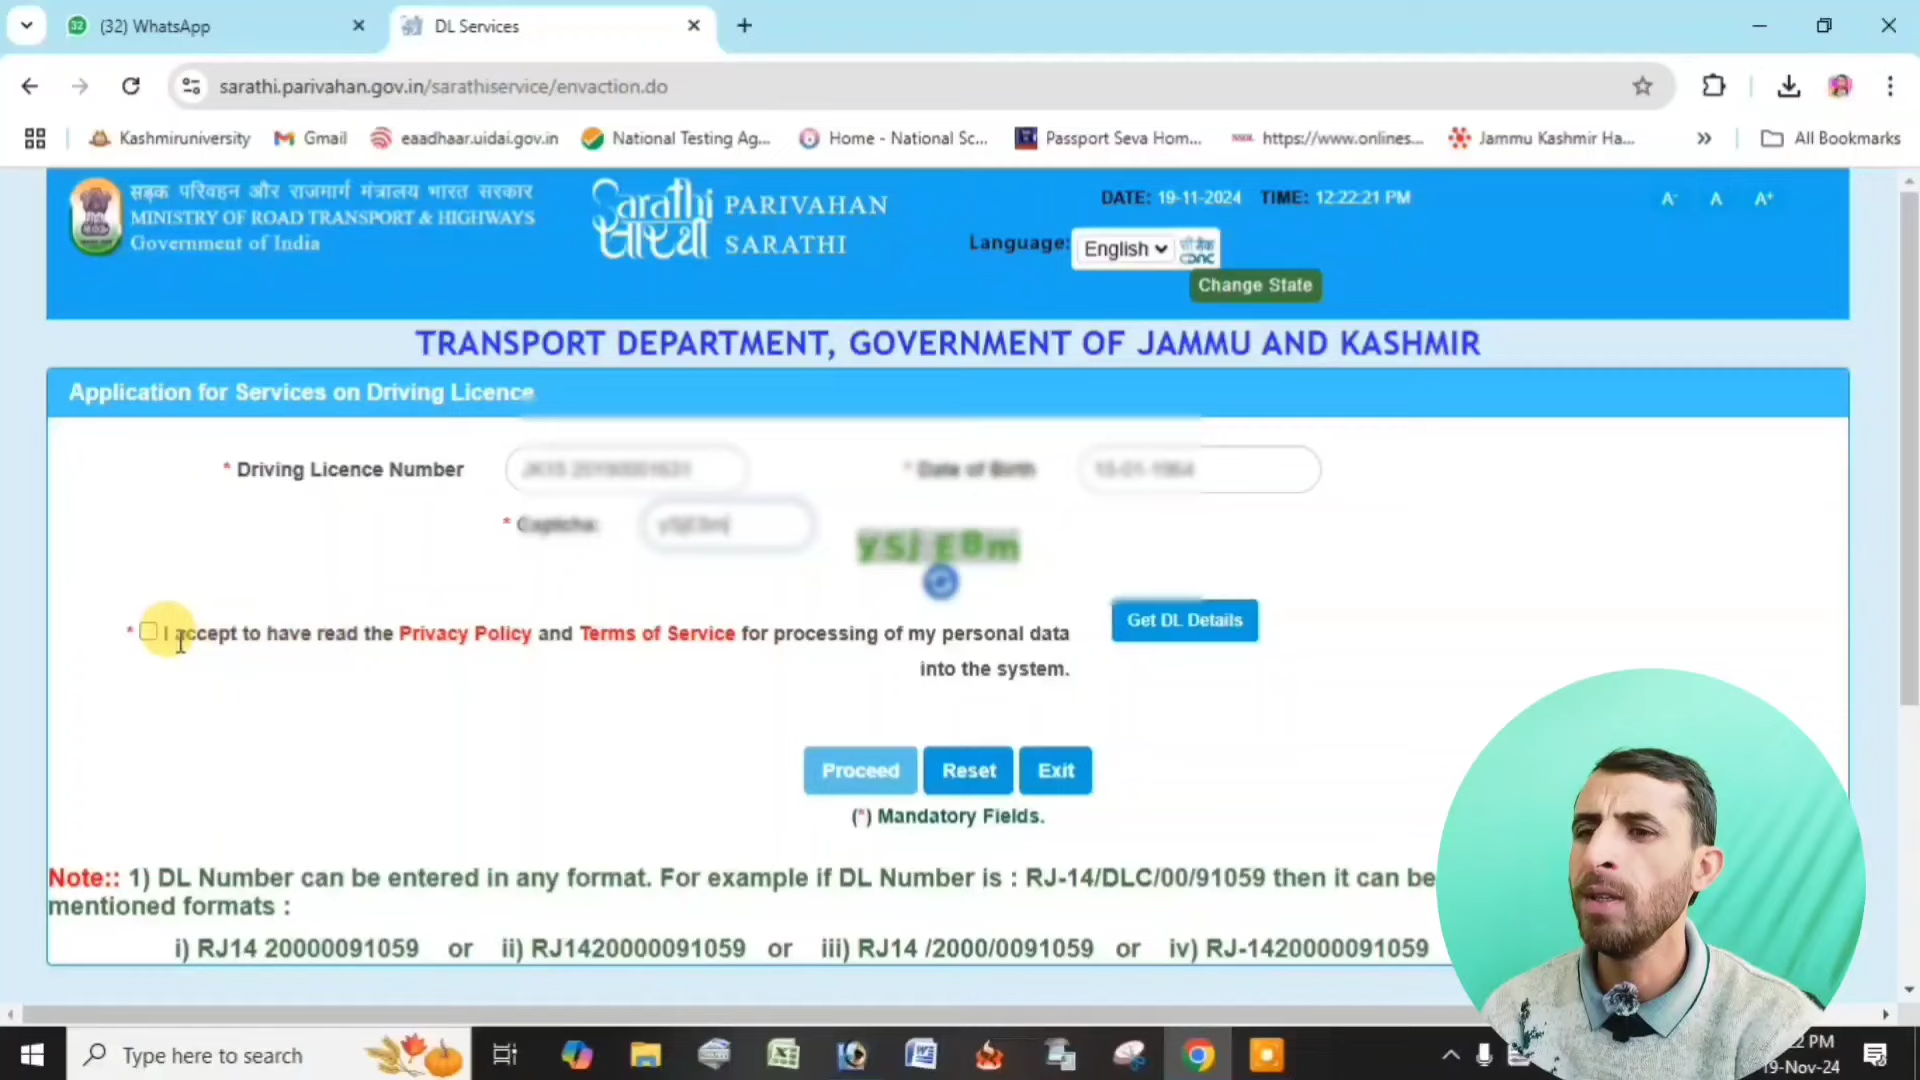 (32) WhatsApp
DL Services
sarathi.parivahan.gov.in/sarathiservice/envaction.do
Kashmiruniversity
Gmail
eaadhaar.uidai.gov.in
National Testing Ag...
Home - National Sc...
Passport Seva Hom...
https://www.onlines...
Jammu Kashmir Ha...
All Bookmarks
सड़क परिवहन और राजमार्ग मंत्रालय भारत सरकार
MINISTRY OF ROAD TRANSPORT & HIGHWAYS
Government of India
Sarathi
सारथी
PARIVAHAN
SARATHI
DATE: 19-11-2024 TIME: 12:22:21 PM
A- A A+
Language: English
सी डैक
CDAC
Change State
TRANSPORT DEPARTMENT, GOVERNMENT OF JAMMU AND KASHMIR
Application for Services on Driving Licence
* Driving Licence Number
* Date of Birth
* Captcha:
* I accept to have read the Privacy Policy and Terms of Service for processing of my personal data
into the system.
Get DL Details
Proceed Reset Exit
(*) Mandatory Fields.
Note:: 1) DL Number can be entered in any format. For example if DL Number is : RJ-14/DLC/00/91059 then it can be
mentioned formats :
i) RJ14 20000091059 or ii) RJ1420000091059 or iii) RJ14 /2000/0091059 or iv) RJ-1420000091059
Type here to search
22 PM
19-Nov-24